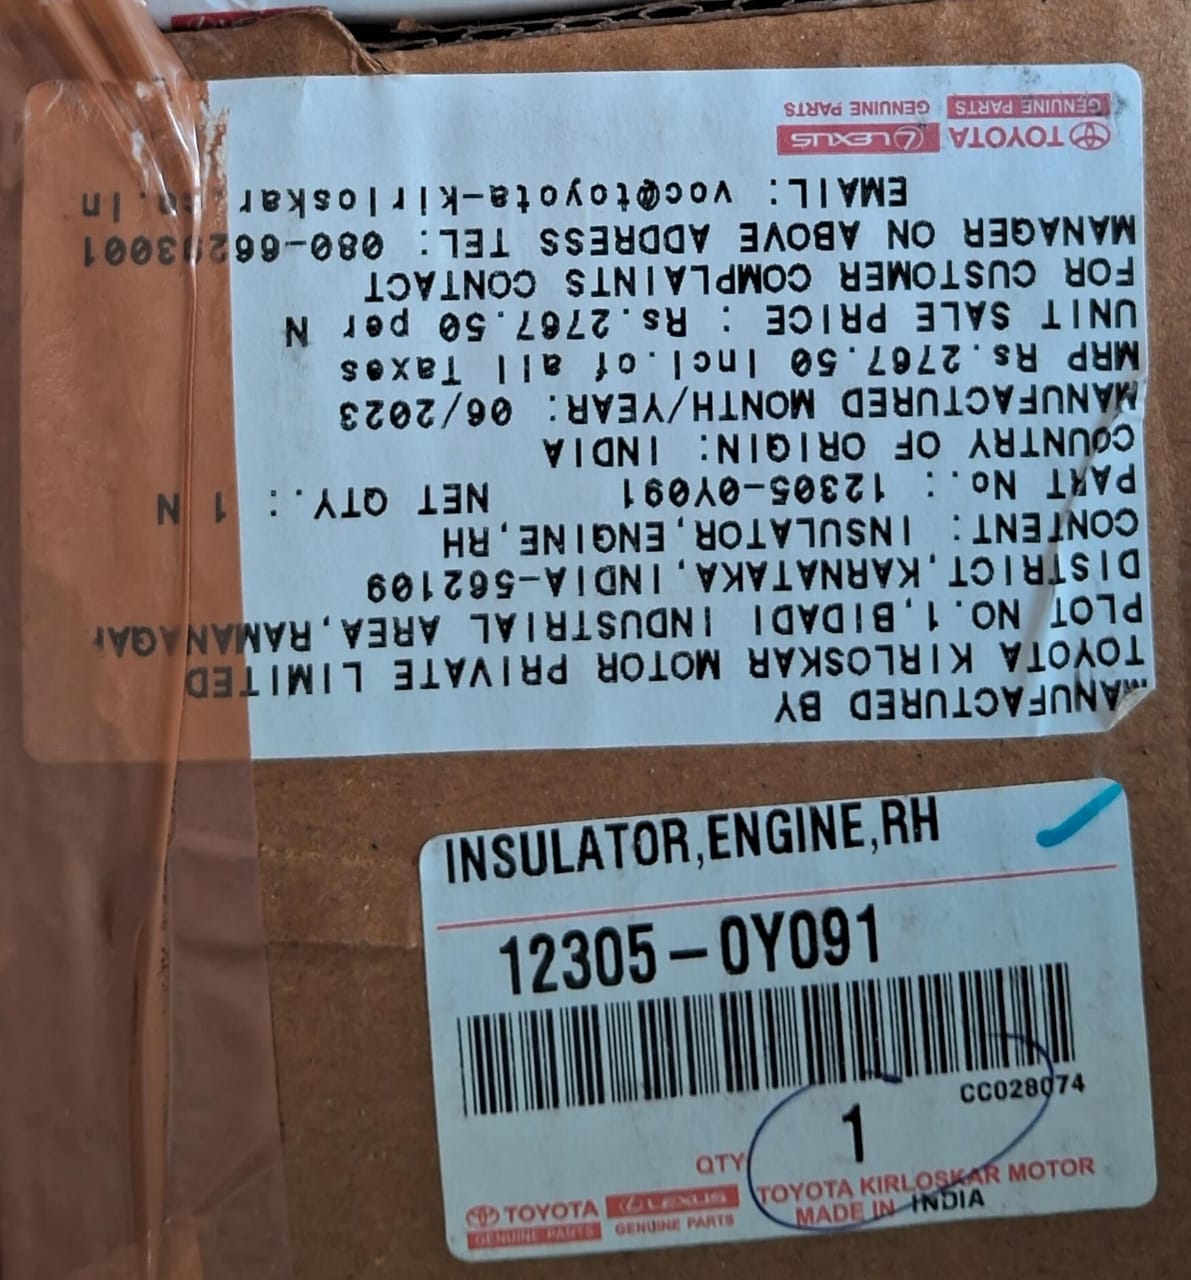 MANUFACTURED BY
TOYOTA KIRLOSKAR MOTOR PRIVATE LIMITED
PLOT NO.1,BIDADI INDUSTRIAL AREA,RAMANAGAR
DISTRICT,KARNATAKA,INDIA-562109
CONTENT: INSULATOR,ENGINE,RH
PART No.: 12305-0Y091 NET QTY.: 1 N
COUNTRY OF ORIGIN: INDIA
MANUFACTURED MONTH/YEAR: 06/2023
MRP Rs.2767.50 Incl.of all Taxes
UNIT SALE PRICE : Rs.2767.50 per N
FOR CUSTOMER COMPLAINTS CONTACT
MANAGER ON ABOVE ADDRESS TEL: 080-66293001
EMAIL: voc@toyota-kirloskar.co.in
TOYOTA LEXUS
GENUINE PARTS GENUINE PARTS
INSULATOR,ENGINE,RH
12305-0Y091
CC028074
QTY 1
TOYOTA LEXUS TOYOTA KIRLOSKAR MOTOR
GENUINE PARTS GENUINE PARTS MADE IN INDIA